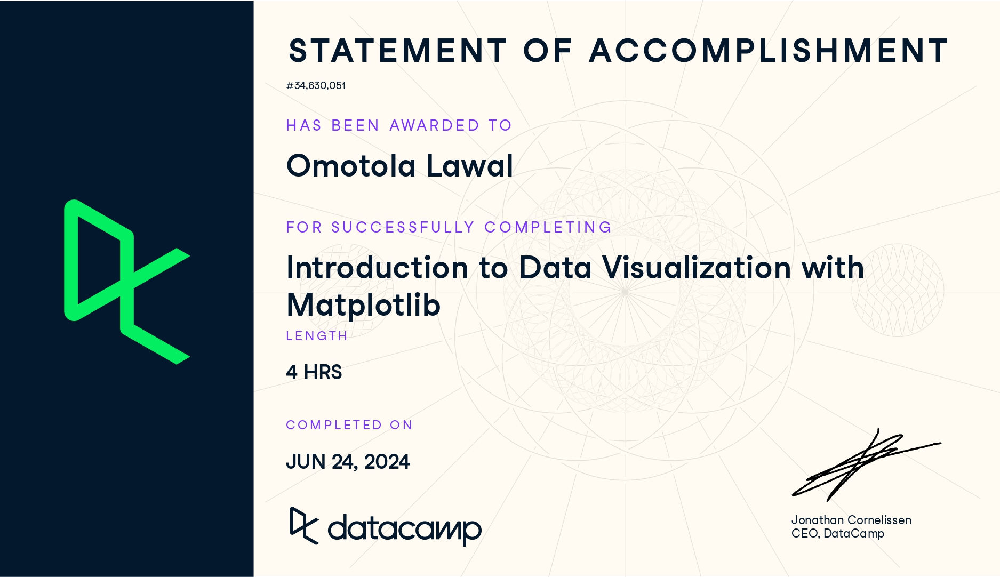 STATEMENT OF ACCOMPLISHMENT
#34,630,051
HAS BEEN AWARDED TO
Omotola Lawal
FOR SUCCESSFULLY COMPLETING
Introduction to Data Visualization with
Matplotlib
LENGTH
4 HRS
COMPLETED ON
JUN 24, 2024
datacamp
Jonathan Cornelissen
CEO, DataCamp